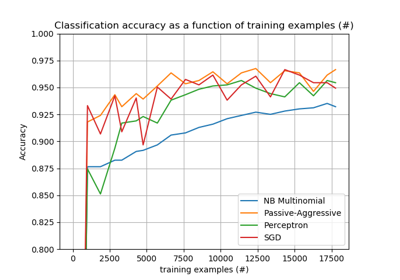 Classification accuracy as a function of training examples (#)
1.000
0.975
0.950
0.925
0.900
0.875
0.850
0.825
0.800
Accuracy
NB Multinomial
Passive-Aggressive
Perceptron
SGD
0 2500 5000 7500 10000 12500 15000 17500
training examples (#)